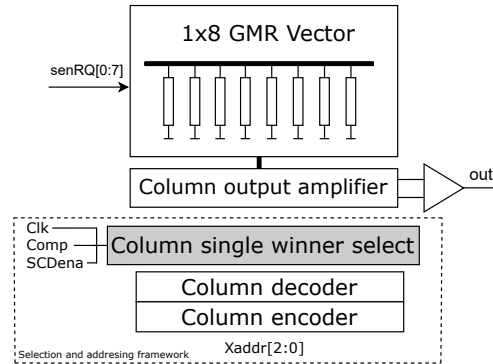 1x8 GMR Vector
senRQ[0:7]
Column output amplifier
out
Clk
Comp
SCDena
Column single winner select
Column decoder
Column encoder
Xaddr[2:0]
Selection and addresing framework